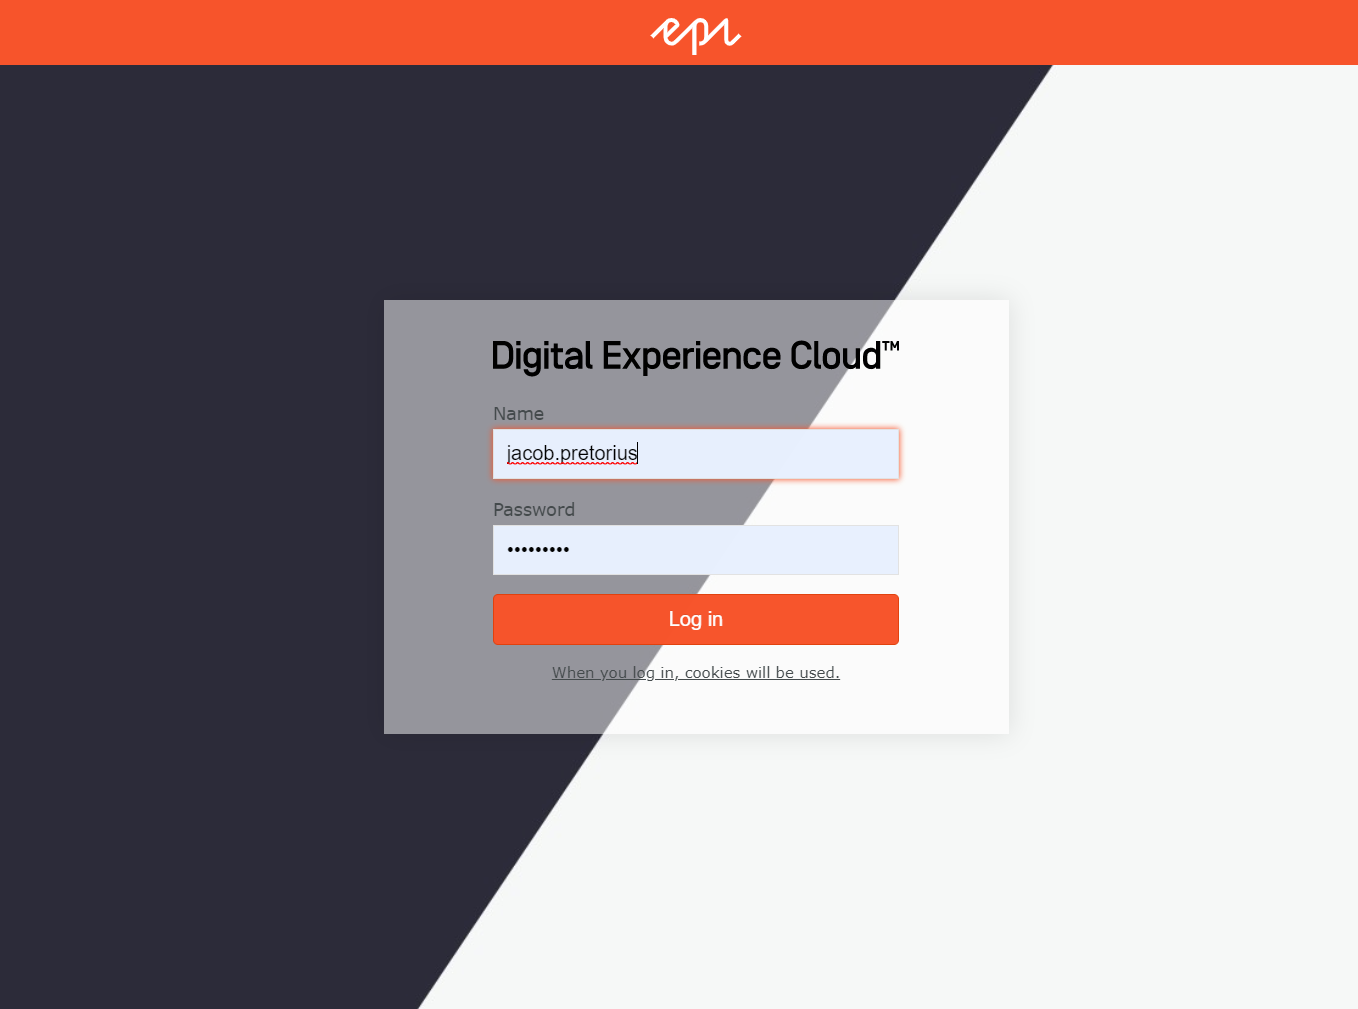 epi
Digital Experience Cloud™
Name
jacob.pretorius
Password
•••••••••
Log in
When you log in, cookies will be used.